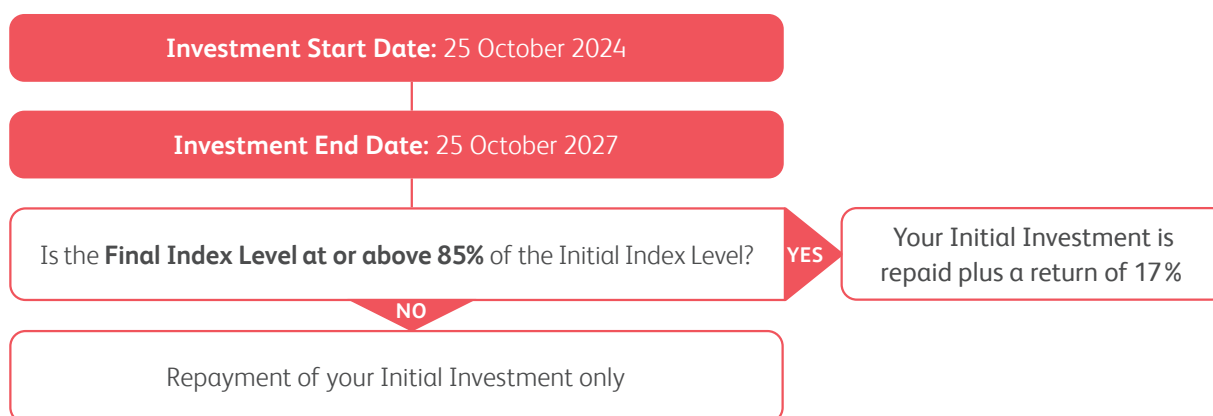 Investment Start Date: 25 October 2024
Investment End Date: 25 October 2027
Is the Final Index Level at or above 85% of the Initial Index Level?
YES
Your Initial Investment is
repaid plus a return of 17%
NO
Repayment of your Initial Investment only